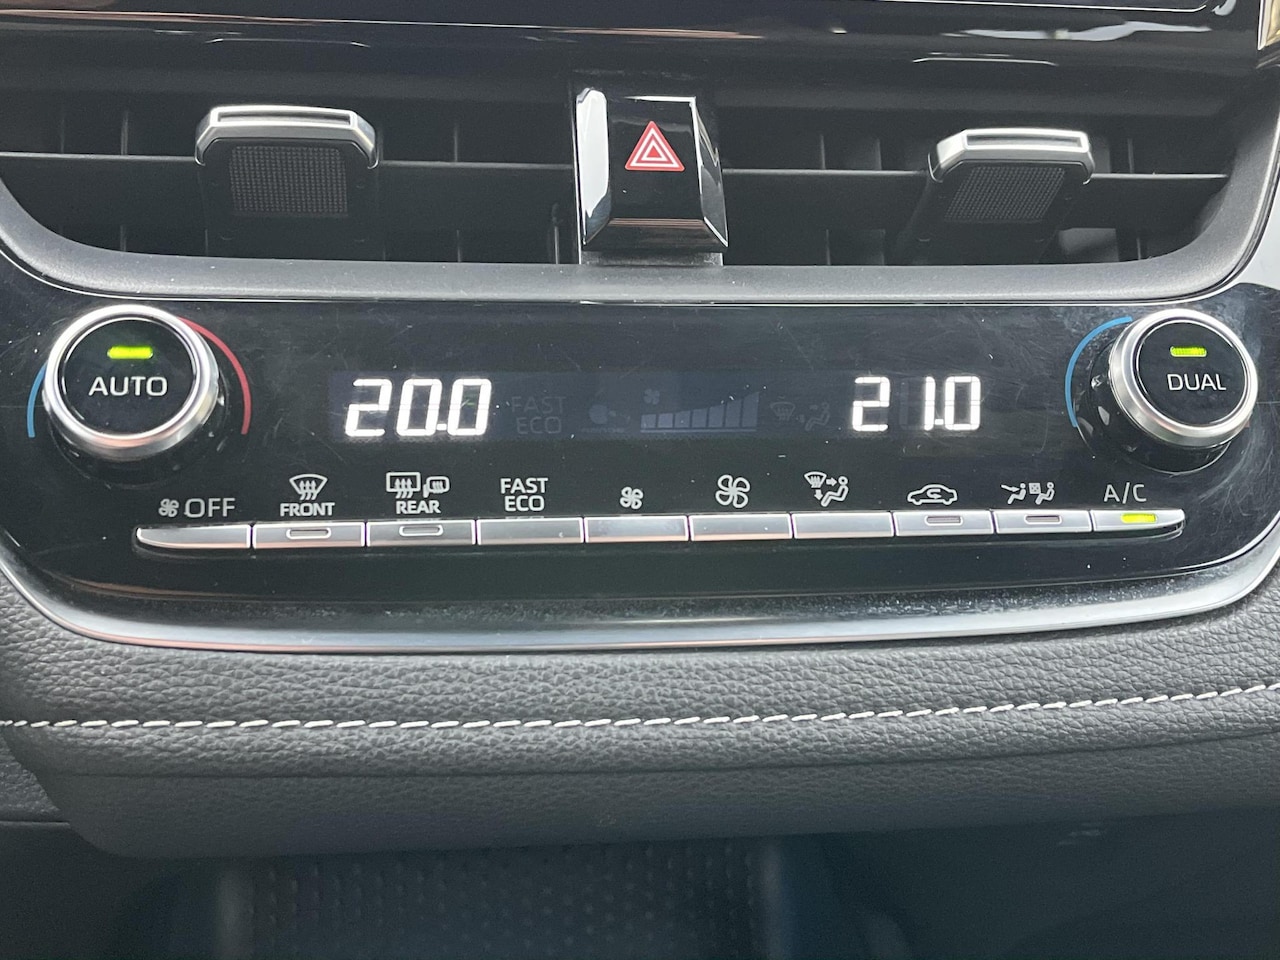 AUTO
20.0
FAST
ECO
21.0
DUAL
OFF
FRONT
REAR
FAST
ECO
A/C